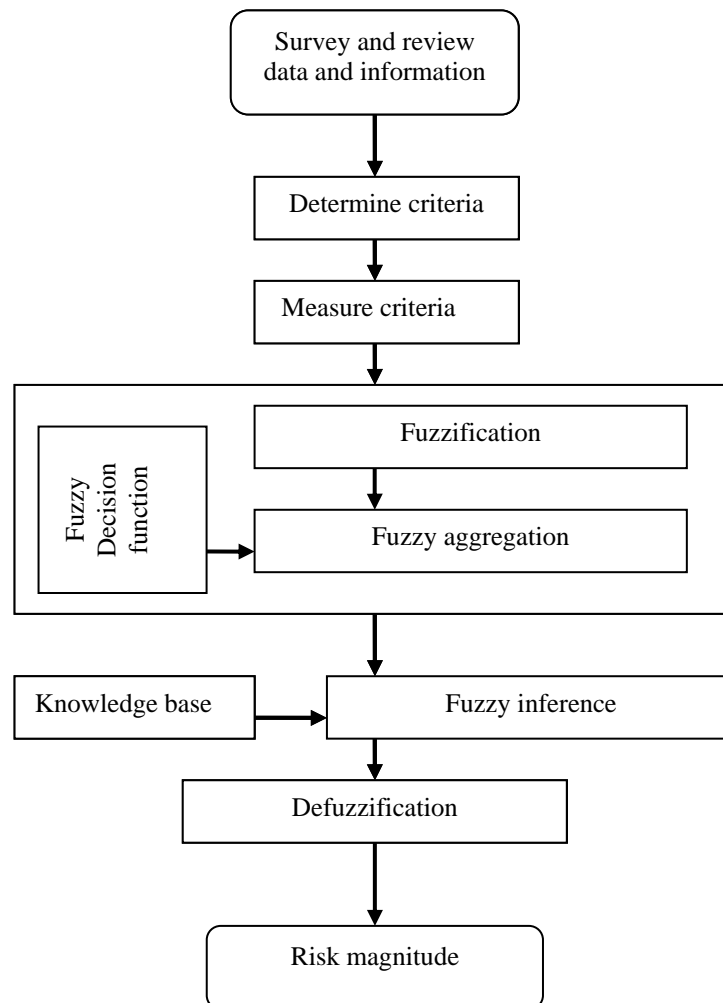 Survey and review
data and information
Determine criteria
Measure criteria
Fuzzification
Fuzzy
Decision
function
Fuzzy aggregation
Knowledge base
Fuzzy inference
Defuzzification
Risk magnitude